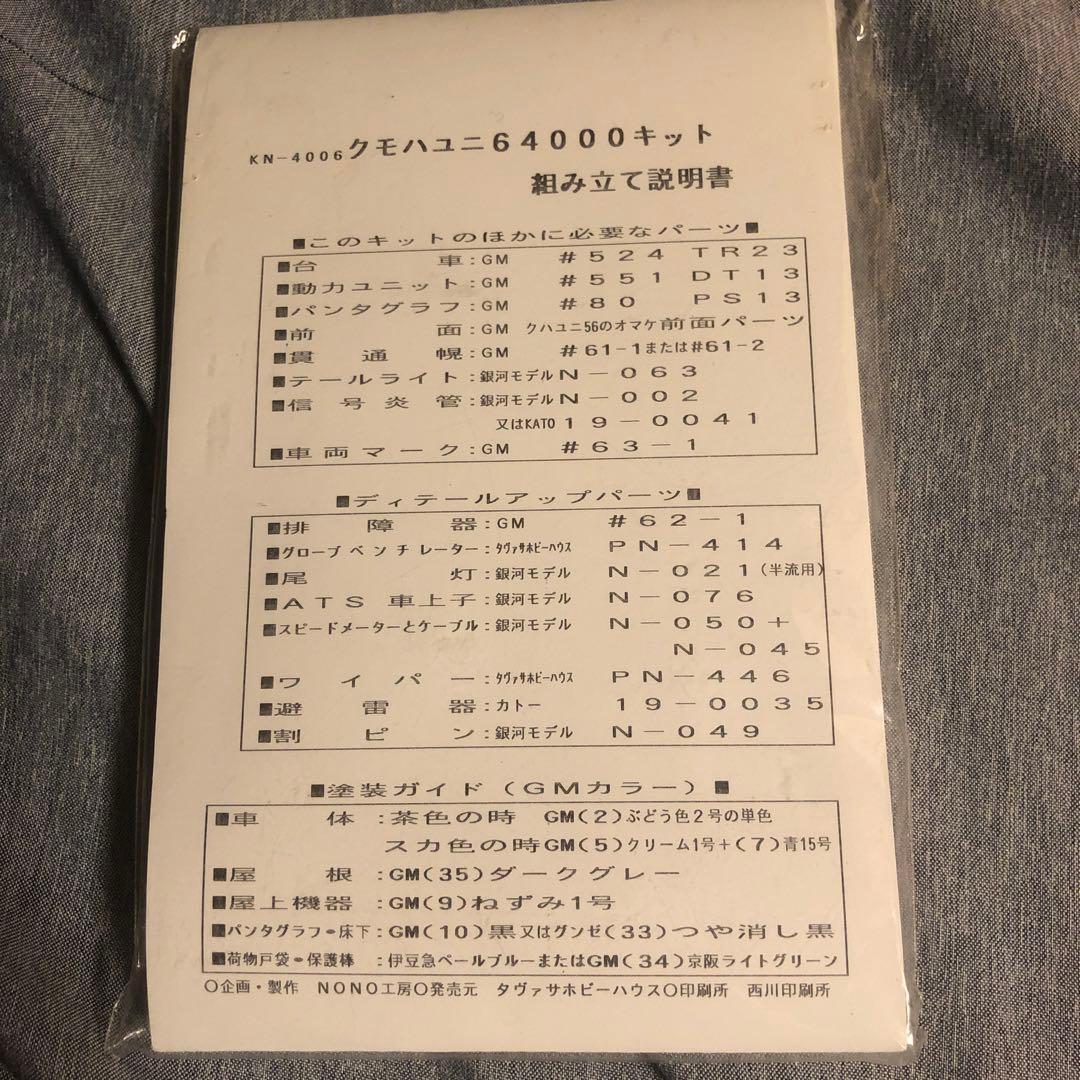 KN-4006クモハユニ64000キット
組み立て説明書
■このキットのほかに必要なパーツ■
■台車:GM #524 TR23
■動力ユニット:GM #551 DT13
■パンタグラフ:GM #80 PS13
■前面:GM クハユニ56のオマケ前面パーツ
■貫通幌:GM #61-1または#61-2
■テールライト:銀河モデルN-063
■信号炎管:銀河モデルN-002
又はKATO19-0041
■車両マーク:GM #63-1
■ディテールアップパーツ■
■排障器:GM #62-1
■グローブベンチレーター:タヴァサホビーハウス PN-414
■尾灯:銀河モデル N-021(半流用)
■ATS車上子:銀河モデル N-076
■スピードメーターとケーブル:銀河モデル N-050+
N-045
■ワイパー:タヴァサホビーハウス PN-446
■避雷器:カトー 19-0035
■割ピン:銀河モデル N-049
■塗装ガイド(GMカラー)■
■車体:茶色の時 GM(2)ぶどう色2号の単色
スカ色の時GM(5)クリーム1号+(7)青15号
■屋根:GM(35)ダークグレー
■屋上機器:GM(9)ねずみ1号
■パンタグラフ・床下:GM(10)黒又はグンゼ(33)つや消し黒
■荷物戸袋・保護棒:伊豆急ペールブルーまたはGM(34)京阪ライトグリーン
〇企画・製作 NONO工房〇発売元 タヴァサホビーハウス〇印刷所 西川印刷所